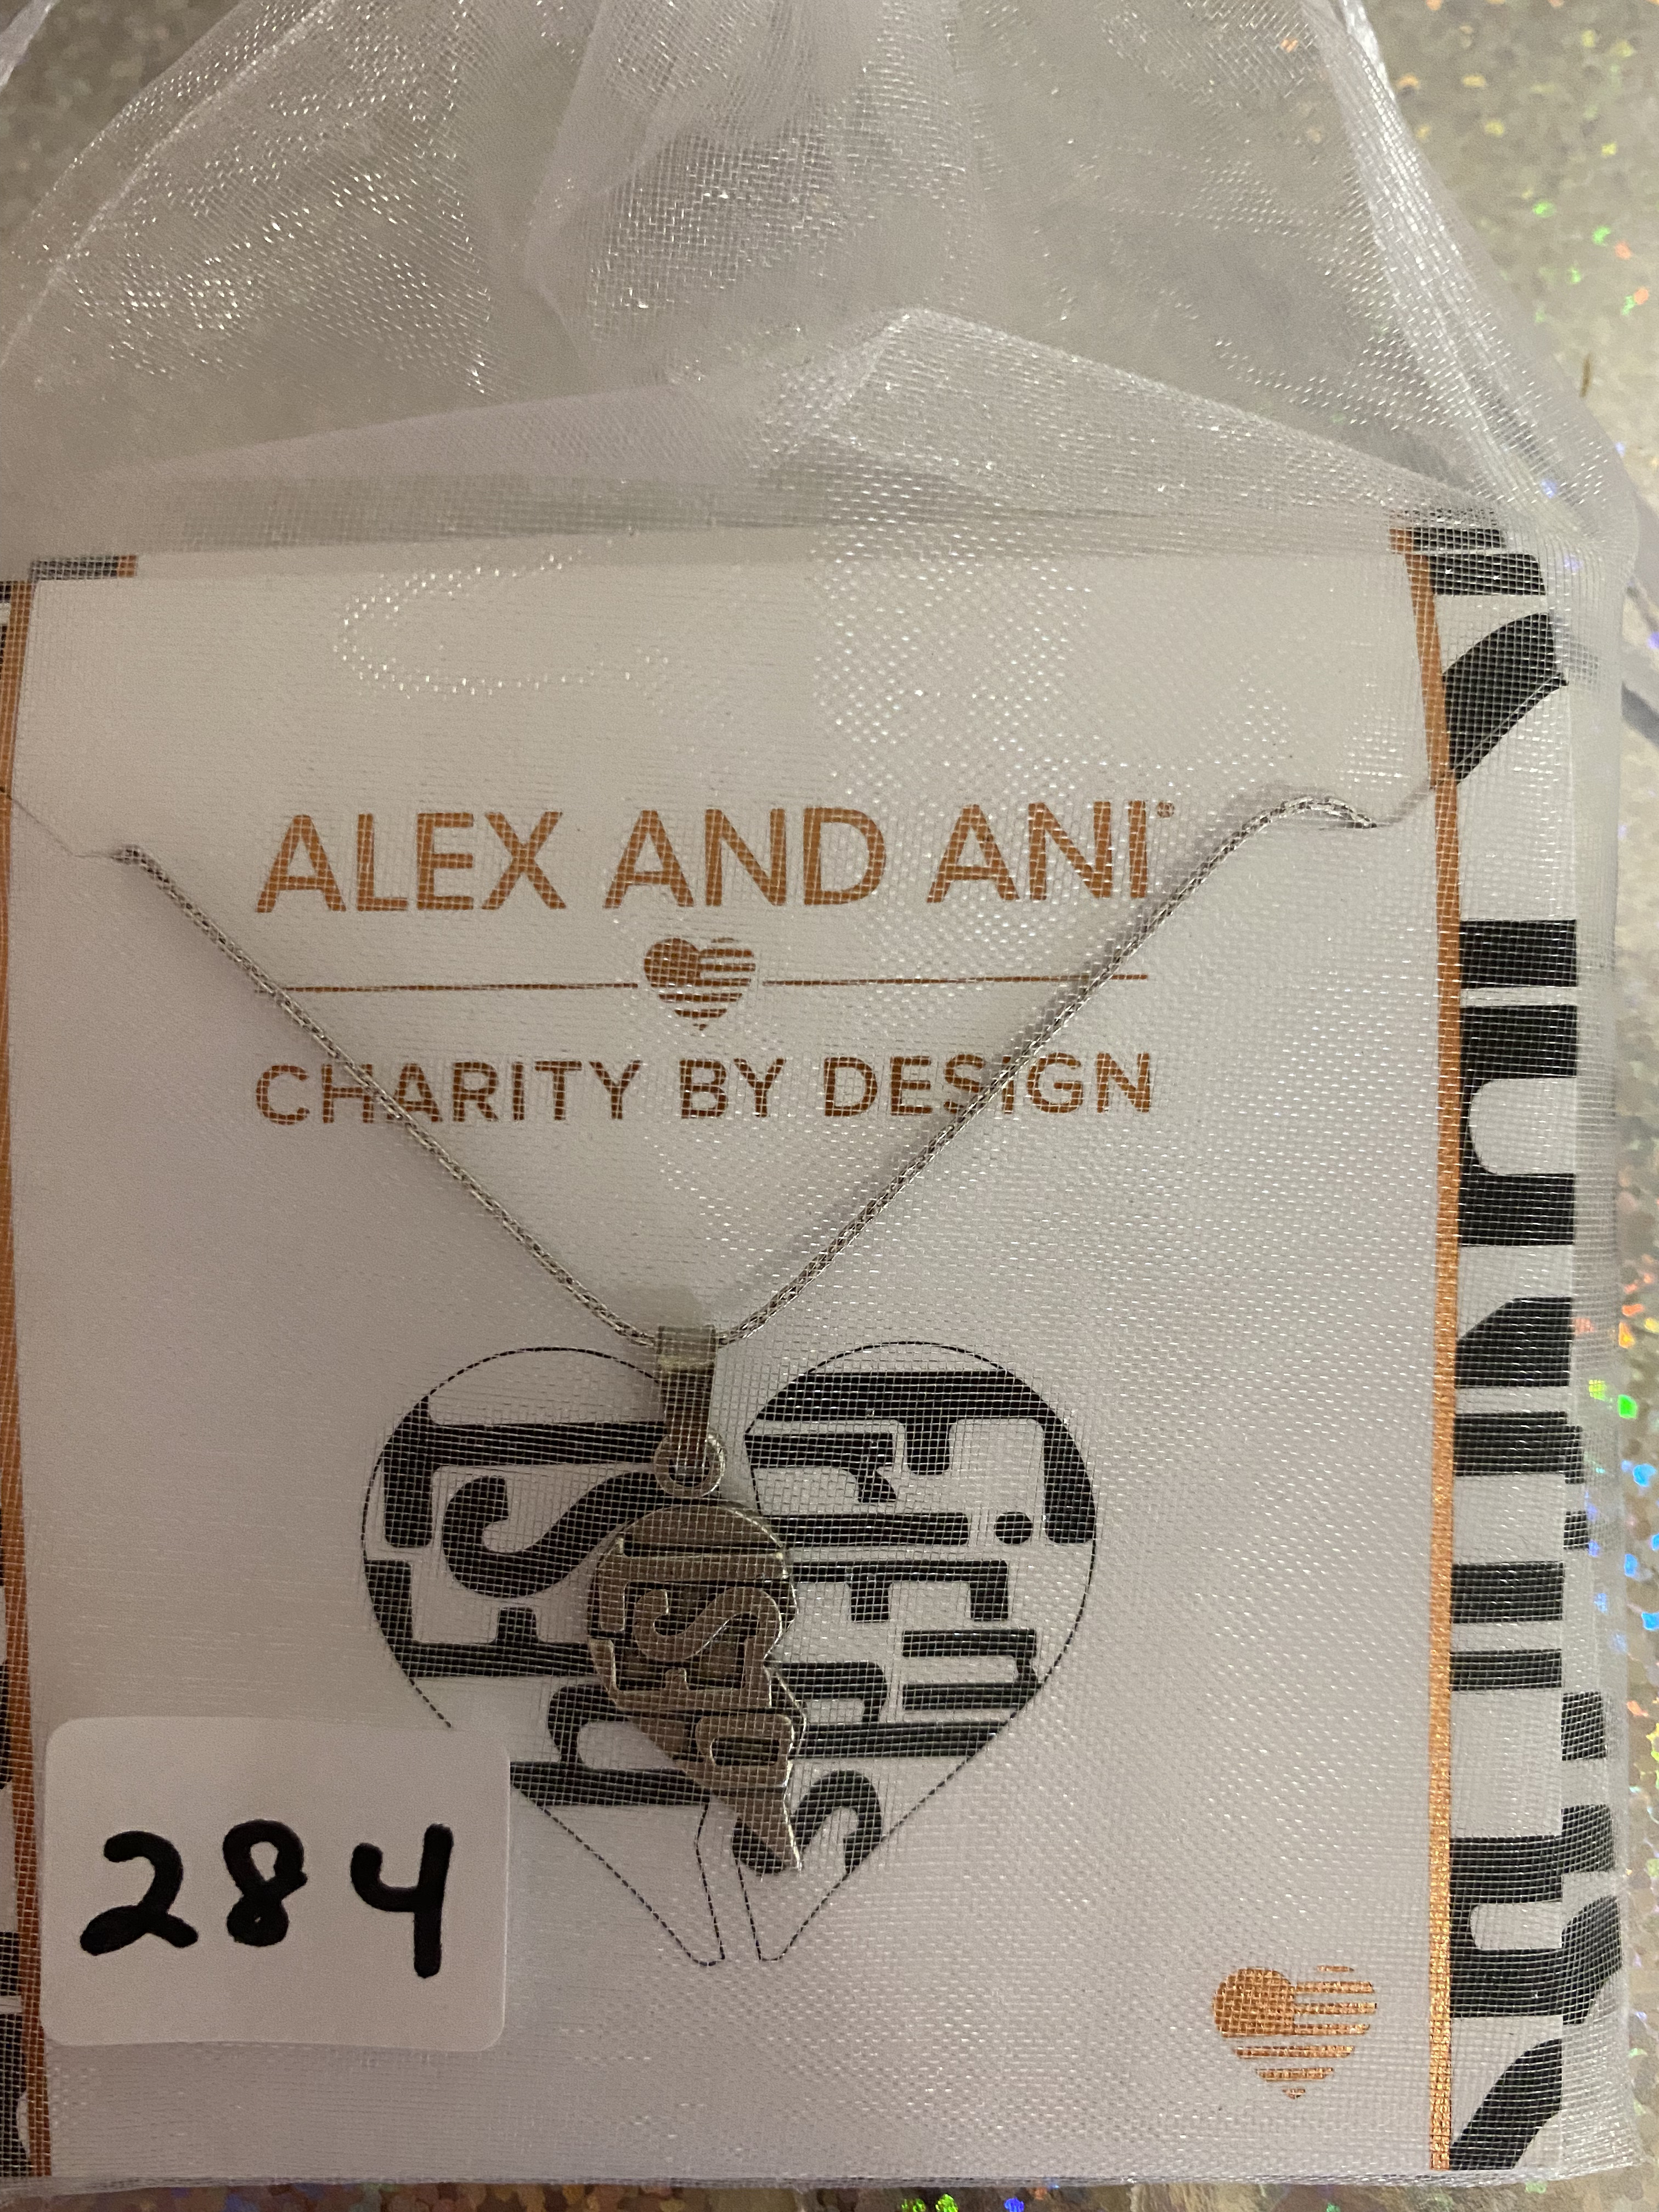 ALEX AND ANI®
CHARITY BY DESIGN
284